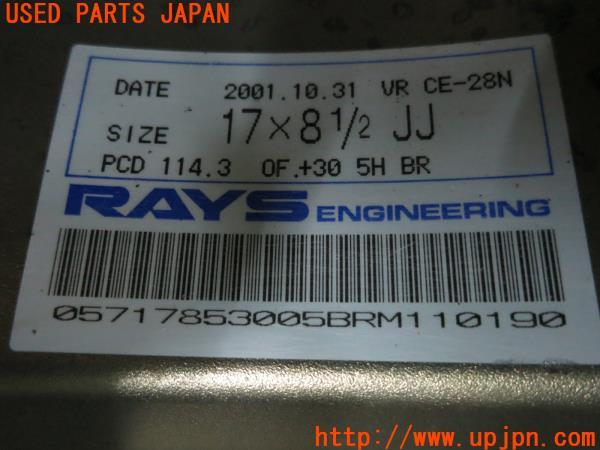 USED PARTS JAPAN
DATE 2001.10.31 VR CE-28N
SIZE 17×8 1/2 JJ
PCD 114.3 OF.+30 5H BR
RAYS ENGINEERING
05717853005BRM110190
UPJ
http://www.upjpn.com/